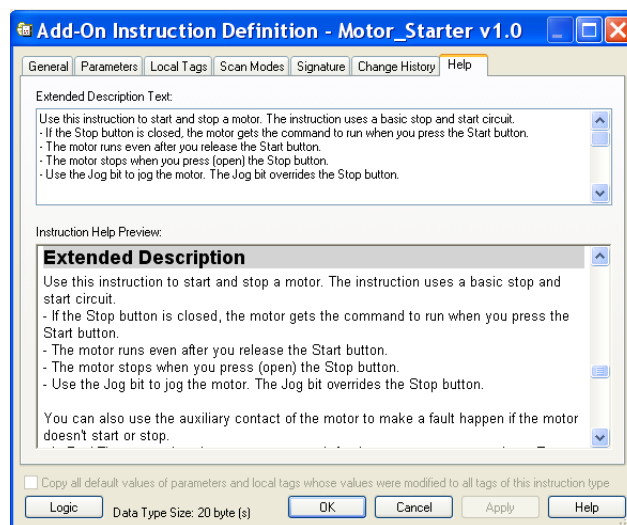 Add-On Instruction Definition - Motor_Starter v1.0
General Parameters Local Tags Scan Modes Signature Change History Help
Extended Description Text:
Use this instruction to start and stop a motor. The instruction uses a basic stop and start circuit.
- If the Stop button is closed, the motor gets the command to run when you press the Start button.
- The motor runs even after you release the Start button.
- The motor stops when you press (open) the Stop button.
- Use the Jog bit to jog the motor. The Jog bit overrides the Stop button.
Instruction Help Preview:
Extended Description
Use this instruction to start and stop a motor. The instruction uses a basic stop and
start circuit.
- If the Stop button is closed, the motor gets the command to run when you press the
Start button.
- The motor runs even after you release the Start button.
- The motor stops when you press (open) the Stop button.
- Use the Jog bit to jog the motor. The Jog bit overrides the Stop button.
You can also use the auxiliary contact of the motor to make a fault happen if the motor
doesn't start or stop.
Copy all default values of parameters and local tags whose values were modified to all tags of this instruction type
Logic Data Type Size: 20 byte (s) OK Cancel Apply Help